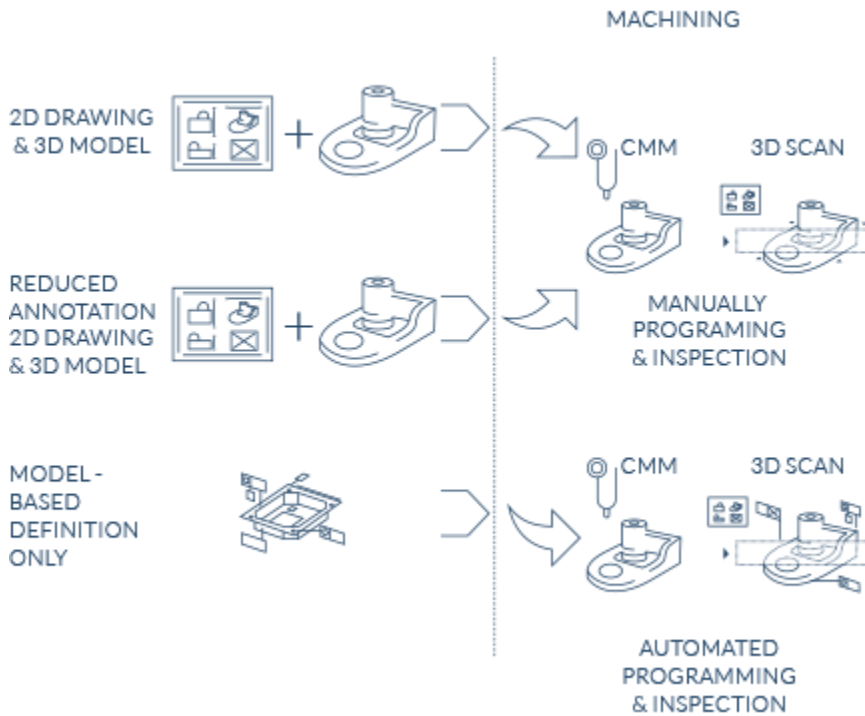 MACHINING
2D DRAWING
& 3D MODEL
CMM
3D SCAN
REDUCED
ANNOTATION
2D DRAWING
& 3D MODEL
MANUALLY
PROGRAMING
& INSPECTION
MODEL -
BASED
DEFINITION
ONLY
CMM
3D SCAN
AUTOMATED
PROGRAMMING
& INSPECTION